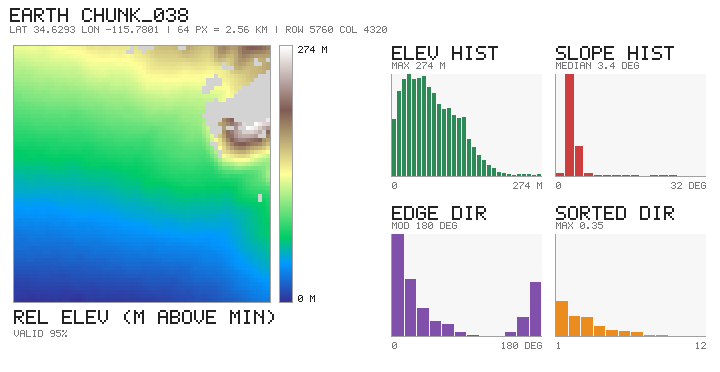 EARTH CHUNK_038
LAT 34.6293 LON -115.7801 | 64 PX = 2.56 KM | ROW 5760 COL 4320
274 M
0 M
REL ELEV (M ABOVE MIN)
VALID 95%
ELEV HIST
MAX 274 M
0 274 M
SLOPE HIST
MEDIAN 3.4 DEG
0 32 DEG
EDGE DIR
MOD 180 DEG
0 180 DEG
SORTED DIR
MAX 0.35
1 12